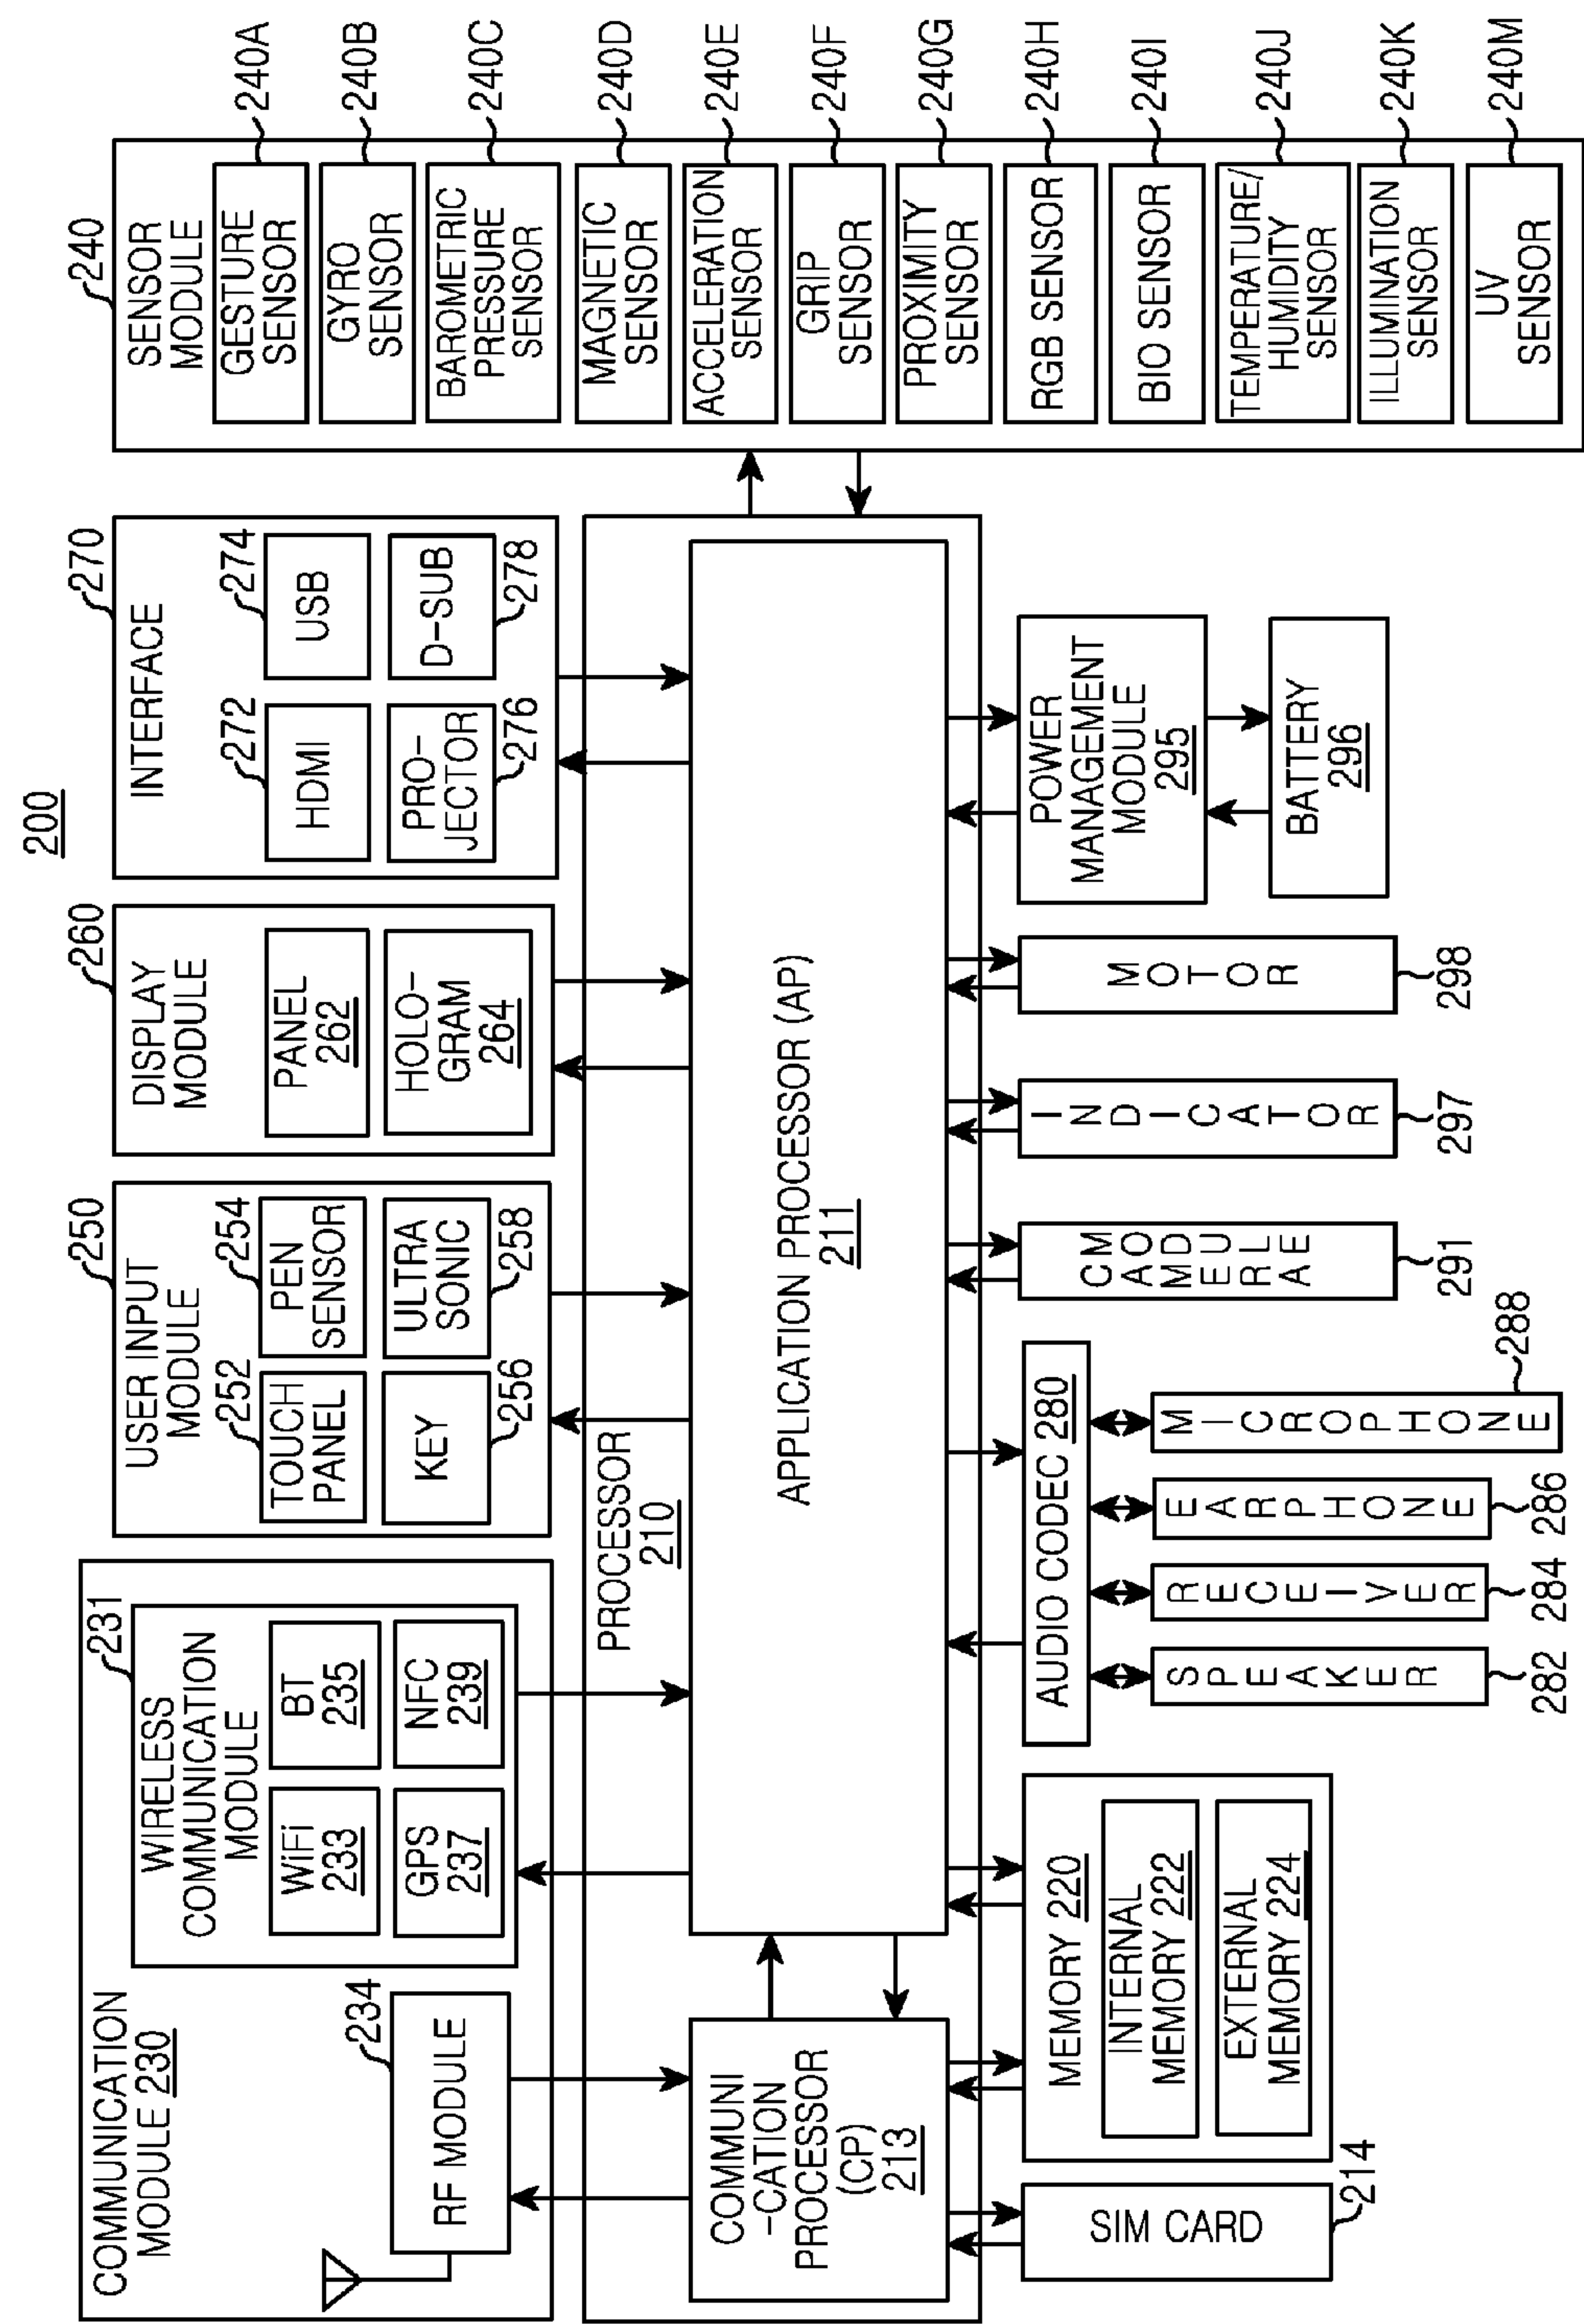 200
COMMUNICATION
MODULE 230
234
RF MODULE
231
WIRELESS
COMMUNICATION
MODULE
WiFi
233
BT
235
GPS
237
NFC
239
250
USER INPUT
MODULE
252
TOUCH
PANEL
254
PEN
SENSOR
KEY
256
ULTRA
SONIC
258
260
DISPLAY
MODULE
PANEL
262
HOLO-
GRAM
264
270
INTERFACE
272
HDMI
274
USB
PRO-
JECTOR
276
D-SUB
278
240
SENSOR
MODULE
GESTURE
SENSOR
240A
GYRO
SENSOR
240B
BAROMETRIC
PRESSURE
SENSOR
240C
MAGNETIC
SENSOR
240D
ACCELERATION
SENSOR
240E
GRIP
SENSOR
240F
PROXIMITY
SENSOR
240G
RGB SENSOR
240H
BIO SENSOR
240I
TEMPERATURE/
HUMIDITY
SENSOR
240J
ILLUMINATION
SENSOR
240K
UV
SENSOR
240M
PROCESSOR
210
COMMUNI
-CATION
PROCESSOR
(CP)
213
APPLICATION PROCESSOR (AP)
211
SIM CARD
214
MEMORY 220
INTERNAL
MEMORY 222
EXTERNAL
MEMORY 224
AUDIO CODEC 280
SPEAKER
282
RECEIVER
284
EARPHONE
286
MICROPHONE
288
CAMERA
MODULE
291
INDICATOR
297
MOTOR
298
POWER
MANAGEMENT
MODULE
295
BATTERY
296